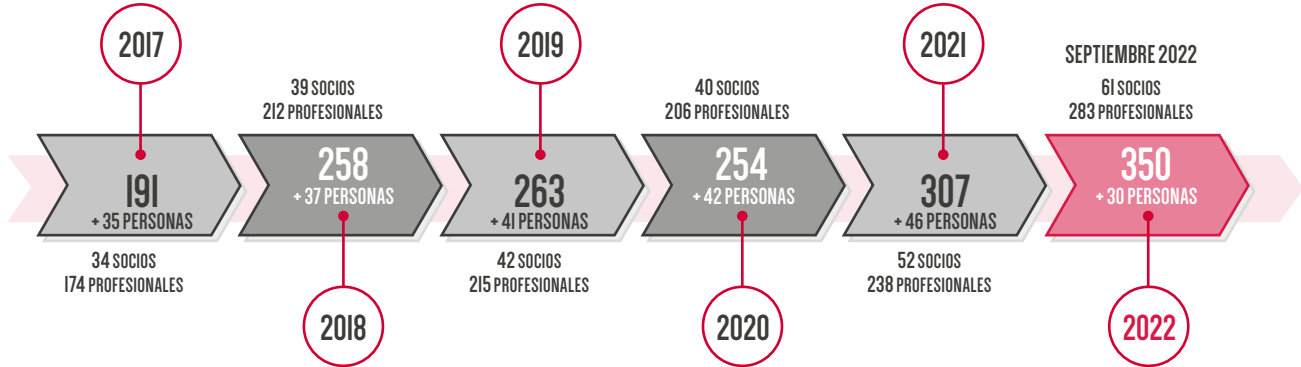 2017
191
+ 35 PERSONAS
34 SOCIOS
174 PROFESIONALES
39 SOCIOS
212 PROFESIONALES
258
+ 37 PERSONAS
2018
2019
263
+ 41 PERSONAS
42 SOCIOS
215 PROFESIONALES
40 SOCIOS
206 PROFESIONALES
254
+ 42 PERSONAS
2020
2021
307
+ 46 PERSONAS
52 SOCIOS
238 PROFESIONALES
SEPTIEMBRE 2022
61 SOCIOS
283 PROFESIONALES
350
+ 30 PERSONAS
2022